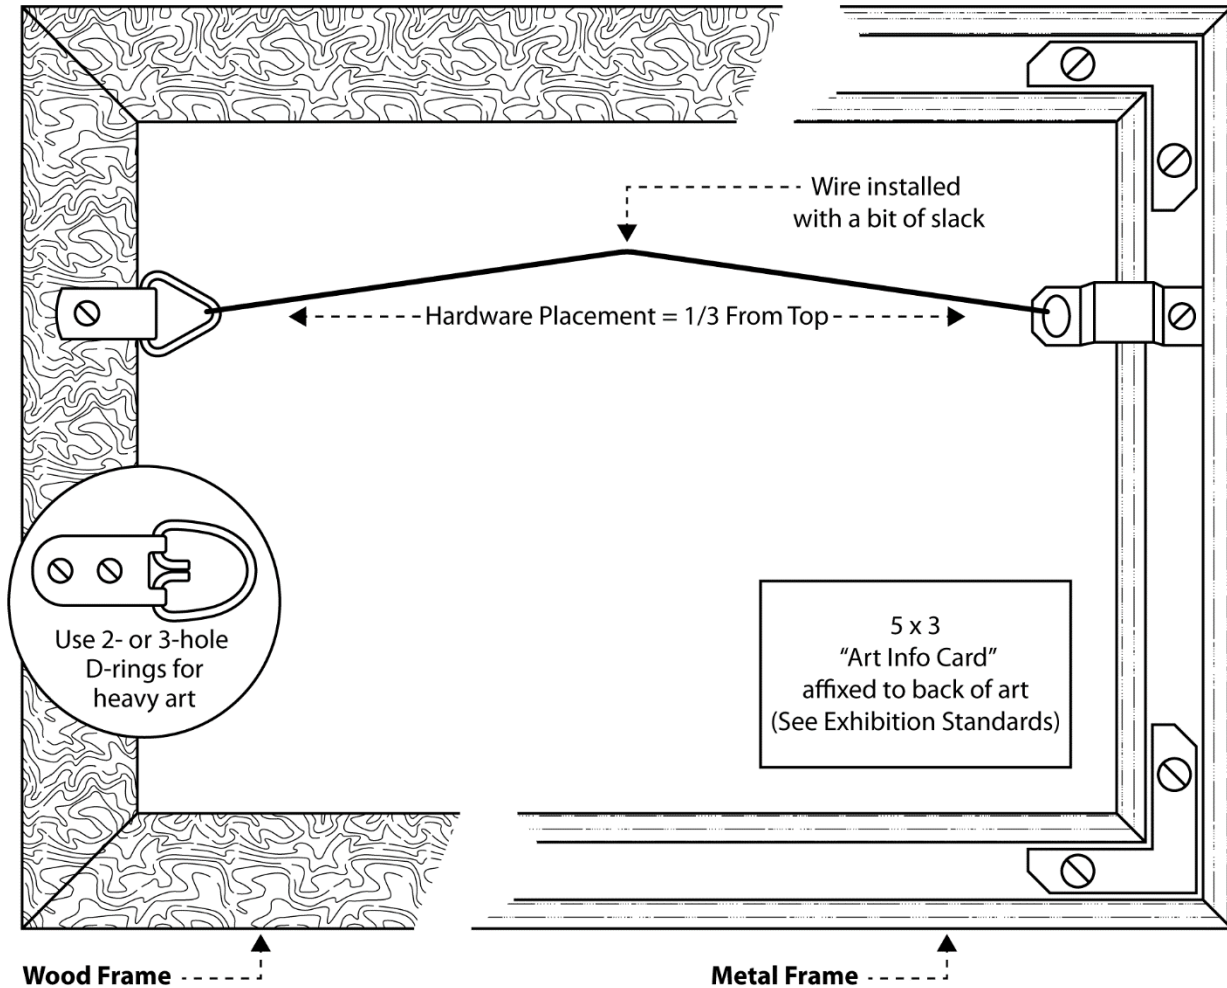 Wire installed
with a bit of slack
Hardware Placement = 1/3 From Top
Use 2- or 3-hole
D-rings for
heavy art
5 x 3
“Art Info Card”
affixed to back of art
(See Exhibition Standards)
Wood Frame
Metal Frame